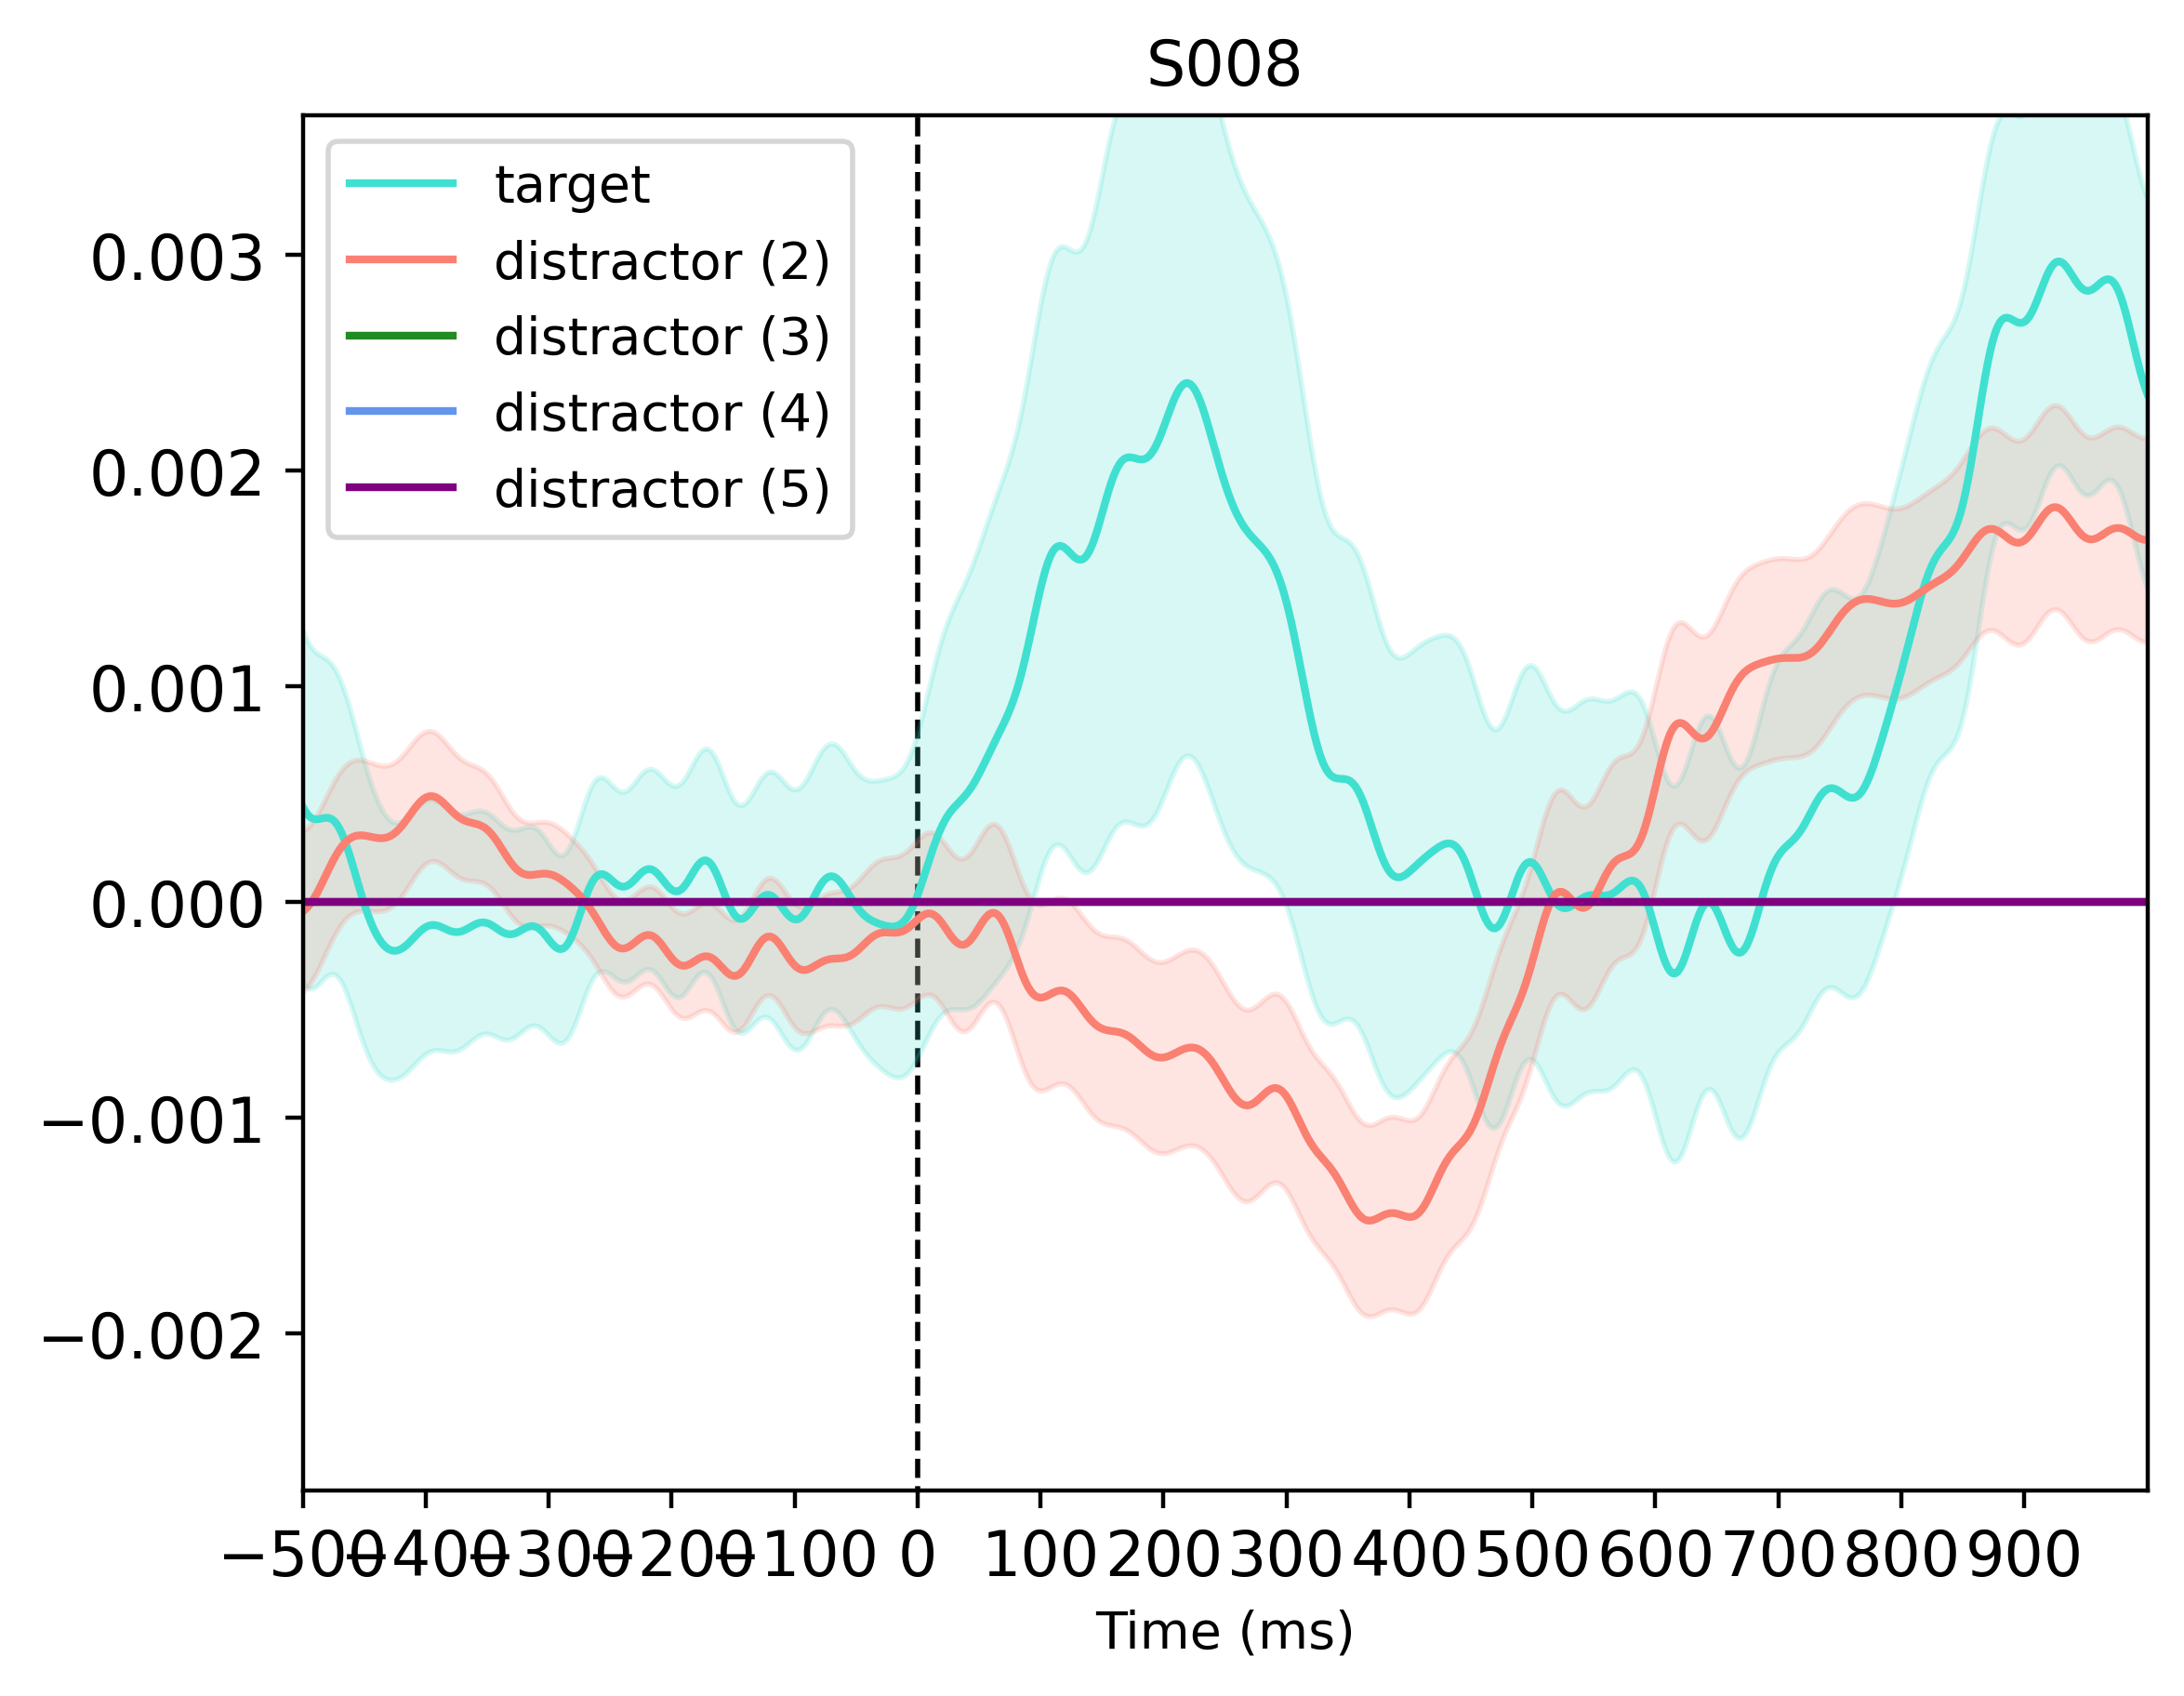 S008
target
distractor (2)
distractor (3)
distractor (4)
distractor (5)
0.003
0.002
0.001
0.000
−0.001
−0.002
−500 −400 −300 −200 −100 0 100 200 300 400 500 600 700 800 900
Time (ms)